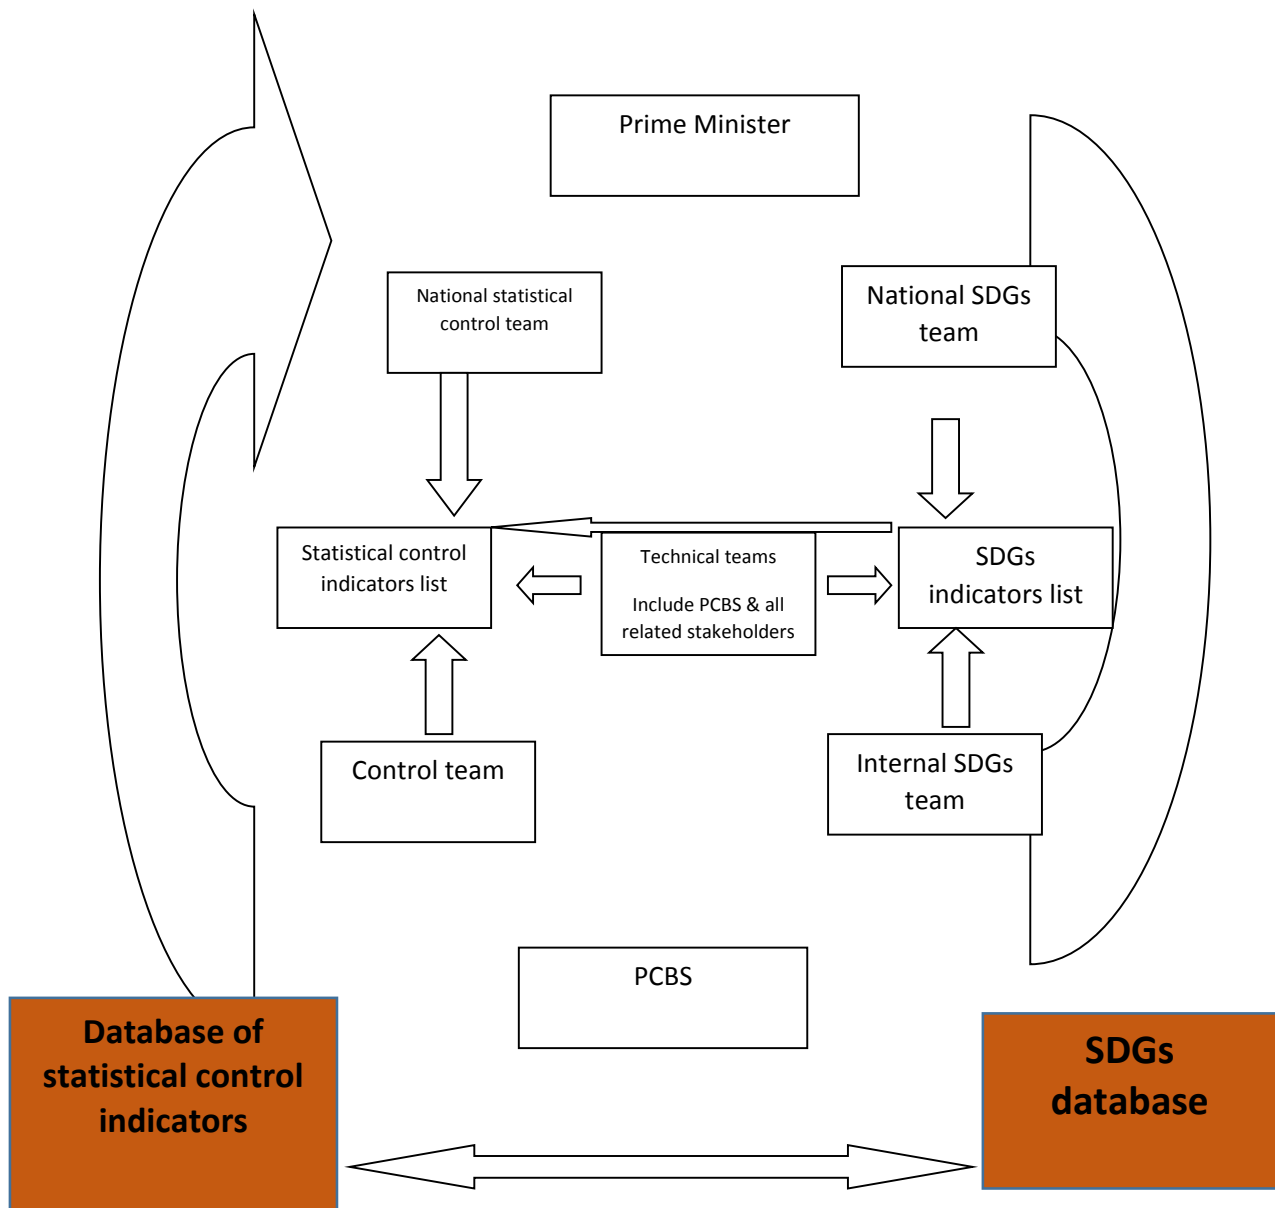 Prime Minister
National statistical
control team
National SDGs
team
Statistical control
indicators list
Technical teams
Include PCBS & all
related stakeholders
SDGs
indicators list
Control team
Internal SDGs
team
PCBS
Database of
statistical control
indicators
SDGs
database